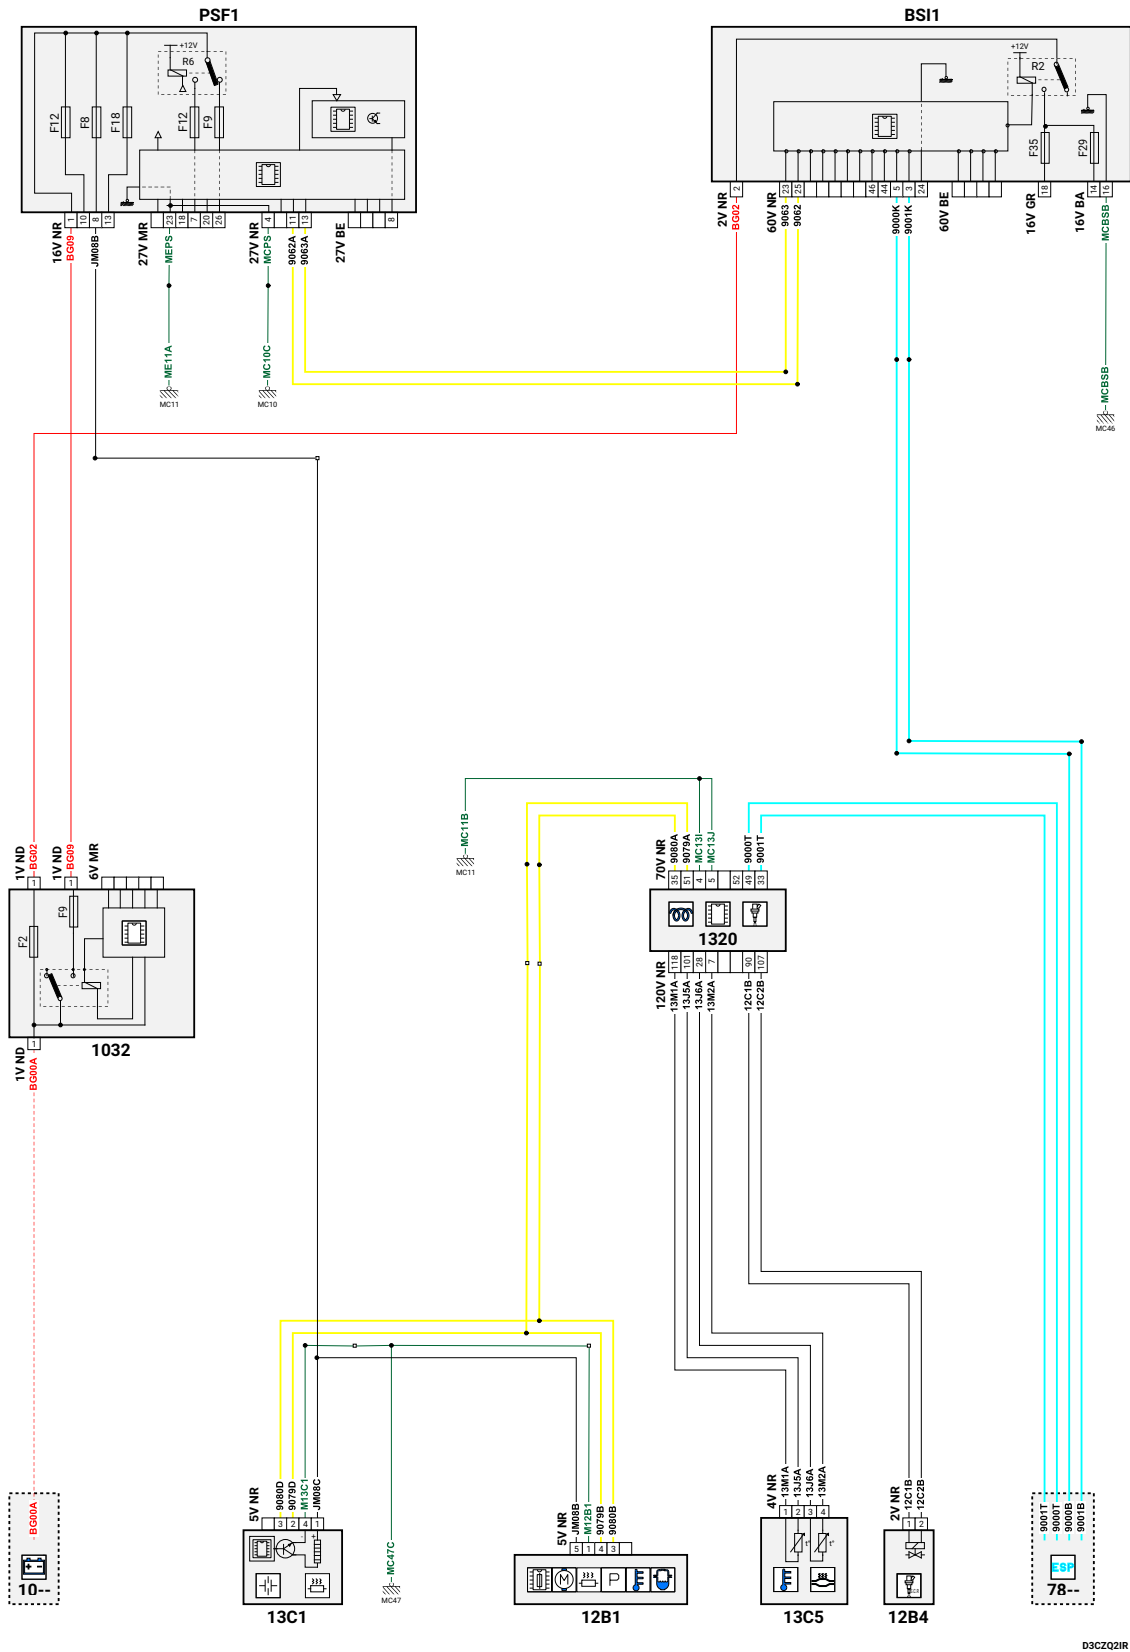 PSF1
BSI1
+12V
R6
F12
F8
F18
F12
F9
+12V
R2
F35
F29
1
10
8
13
23
18
7
20
26
4
11
13
8
2
23
25
46
44
5
3
24
18
14
16
16V NR
BG09
JM08B
27V MR
MEPS
27V NR
MCPS
9062A
9063A
27V BE
2V NR
BG02
60V NR
9063
9062
9000K
9001K
60V BE
16V GR
16V BA
MCBSB
ME11A
MC11
MC10C
MC10
MCBSB
MC46
MC11B
MC11
70V NR
9080A
9079A
MC13I
MC13J
9000T
9001T
35
51
4
5
52
49
33
1320
118
101
28
7
90
107
120V NR
13M1A
13J5A
13J6A
13M2A
12C1B
12C2B
1V ND
BG02
1V ND
BG09
6V MR
1
1
F9
F2
1
1032
1V ND
BG00A
BG00A
10--
5V NR
9080D
9079D
M13C1
JM08C
3
2
4
1
13C1
MC47C
MC47
5V NR
JM08B
M12B1
9079B
9080B
5
1
4
3
M
P
12B1
4V NR
13M1A
13J5A
13J6A
13M2A
1
2
3
4
t°
t°
13C5
2V NR
12C1B
12C2B
1
2
12B4
9001T
9000T
9000B
9001B
ESP
78--
D3CZQ2IR